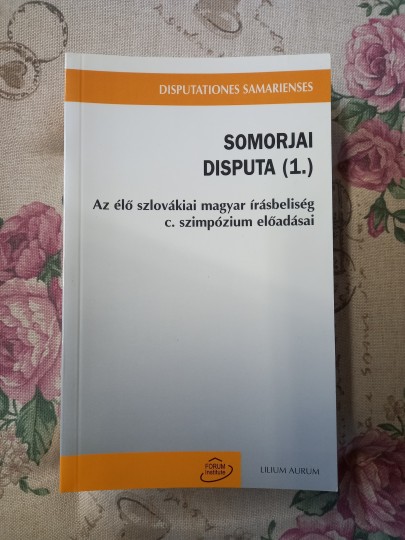 DISPUTATIONES SAMARIENSES
SOMORJAI
DISPUTA (1.)
Az élő szlovákiai magyar írásbeliség
c. szimpózium előadásai
FORUM
institute
LILIUM AURUM